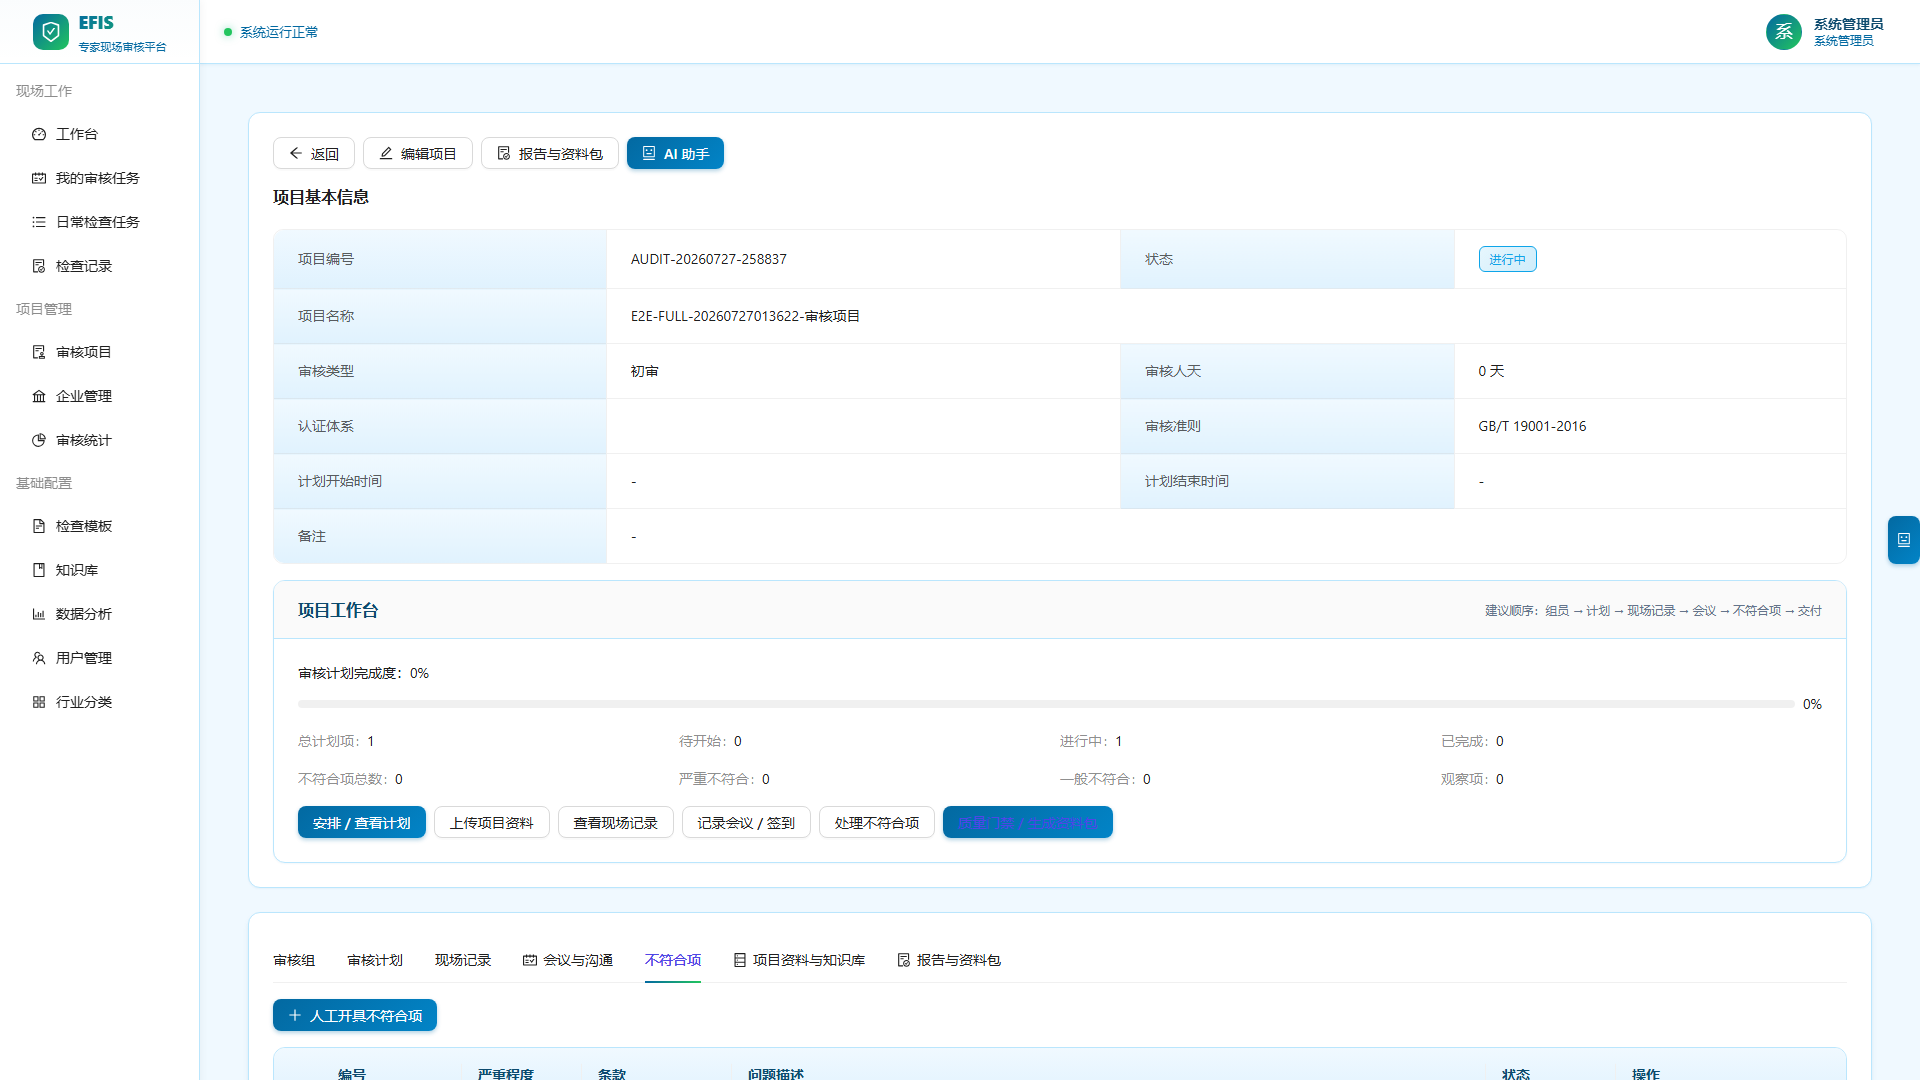 EFIS
专家现场审核平台
系统运行正常
系
系统管理员
系统管理员
现场工作
工作台
我的审核任务
日常检查任务
检查记录
项目管理
审核项目
企业管理
审核统计
基础配置
检查模板
知识库
数据分析
用户管理
行业分类
返回
编辑项目
报告与资料包
AI 助手
项目基本信息
项目编号 AUDIT-20260727-258837 状态 进行中
项目名称 E2E-FULL-20260727013622-审核项目
审核类型 初审 审核人天 0 天
认证体系 审核准则 GB/T 19001-2016
计划开始时间 - 计划结束时间 -
备注 -
项目工作台 建议顺序：组员 → 计划 → 现场记录 → 会议 → 不符合项 → 交付
审核计划完成度：0%
0%
总计划项：1 待开始：0 进行中：1 已完成：0
不符合项总数：0 严重不符合：0 一般不符合：0 观察项：0
安排 / 查看计划 上传项目资料 查看现场记录 记录会议 / 签到 处理不符合项
审核组 审核计划 现场记录 会议与沟通 不符合项 项目资料与知识库 报告与资料包
人工开具不符合项
编号 严重程度 条款 问题描述 状态 操作